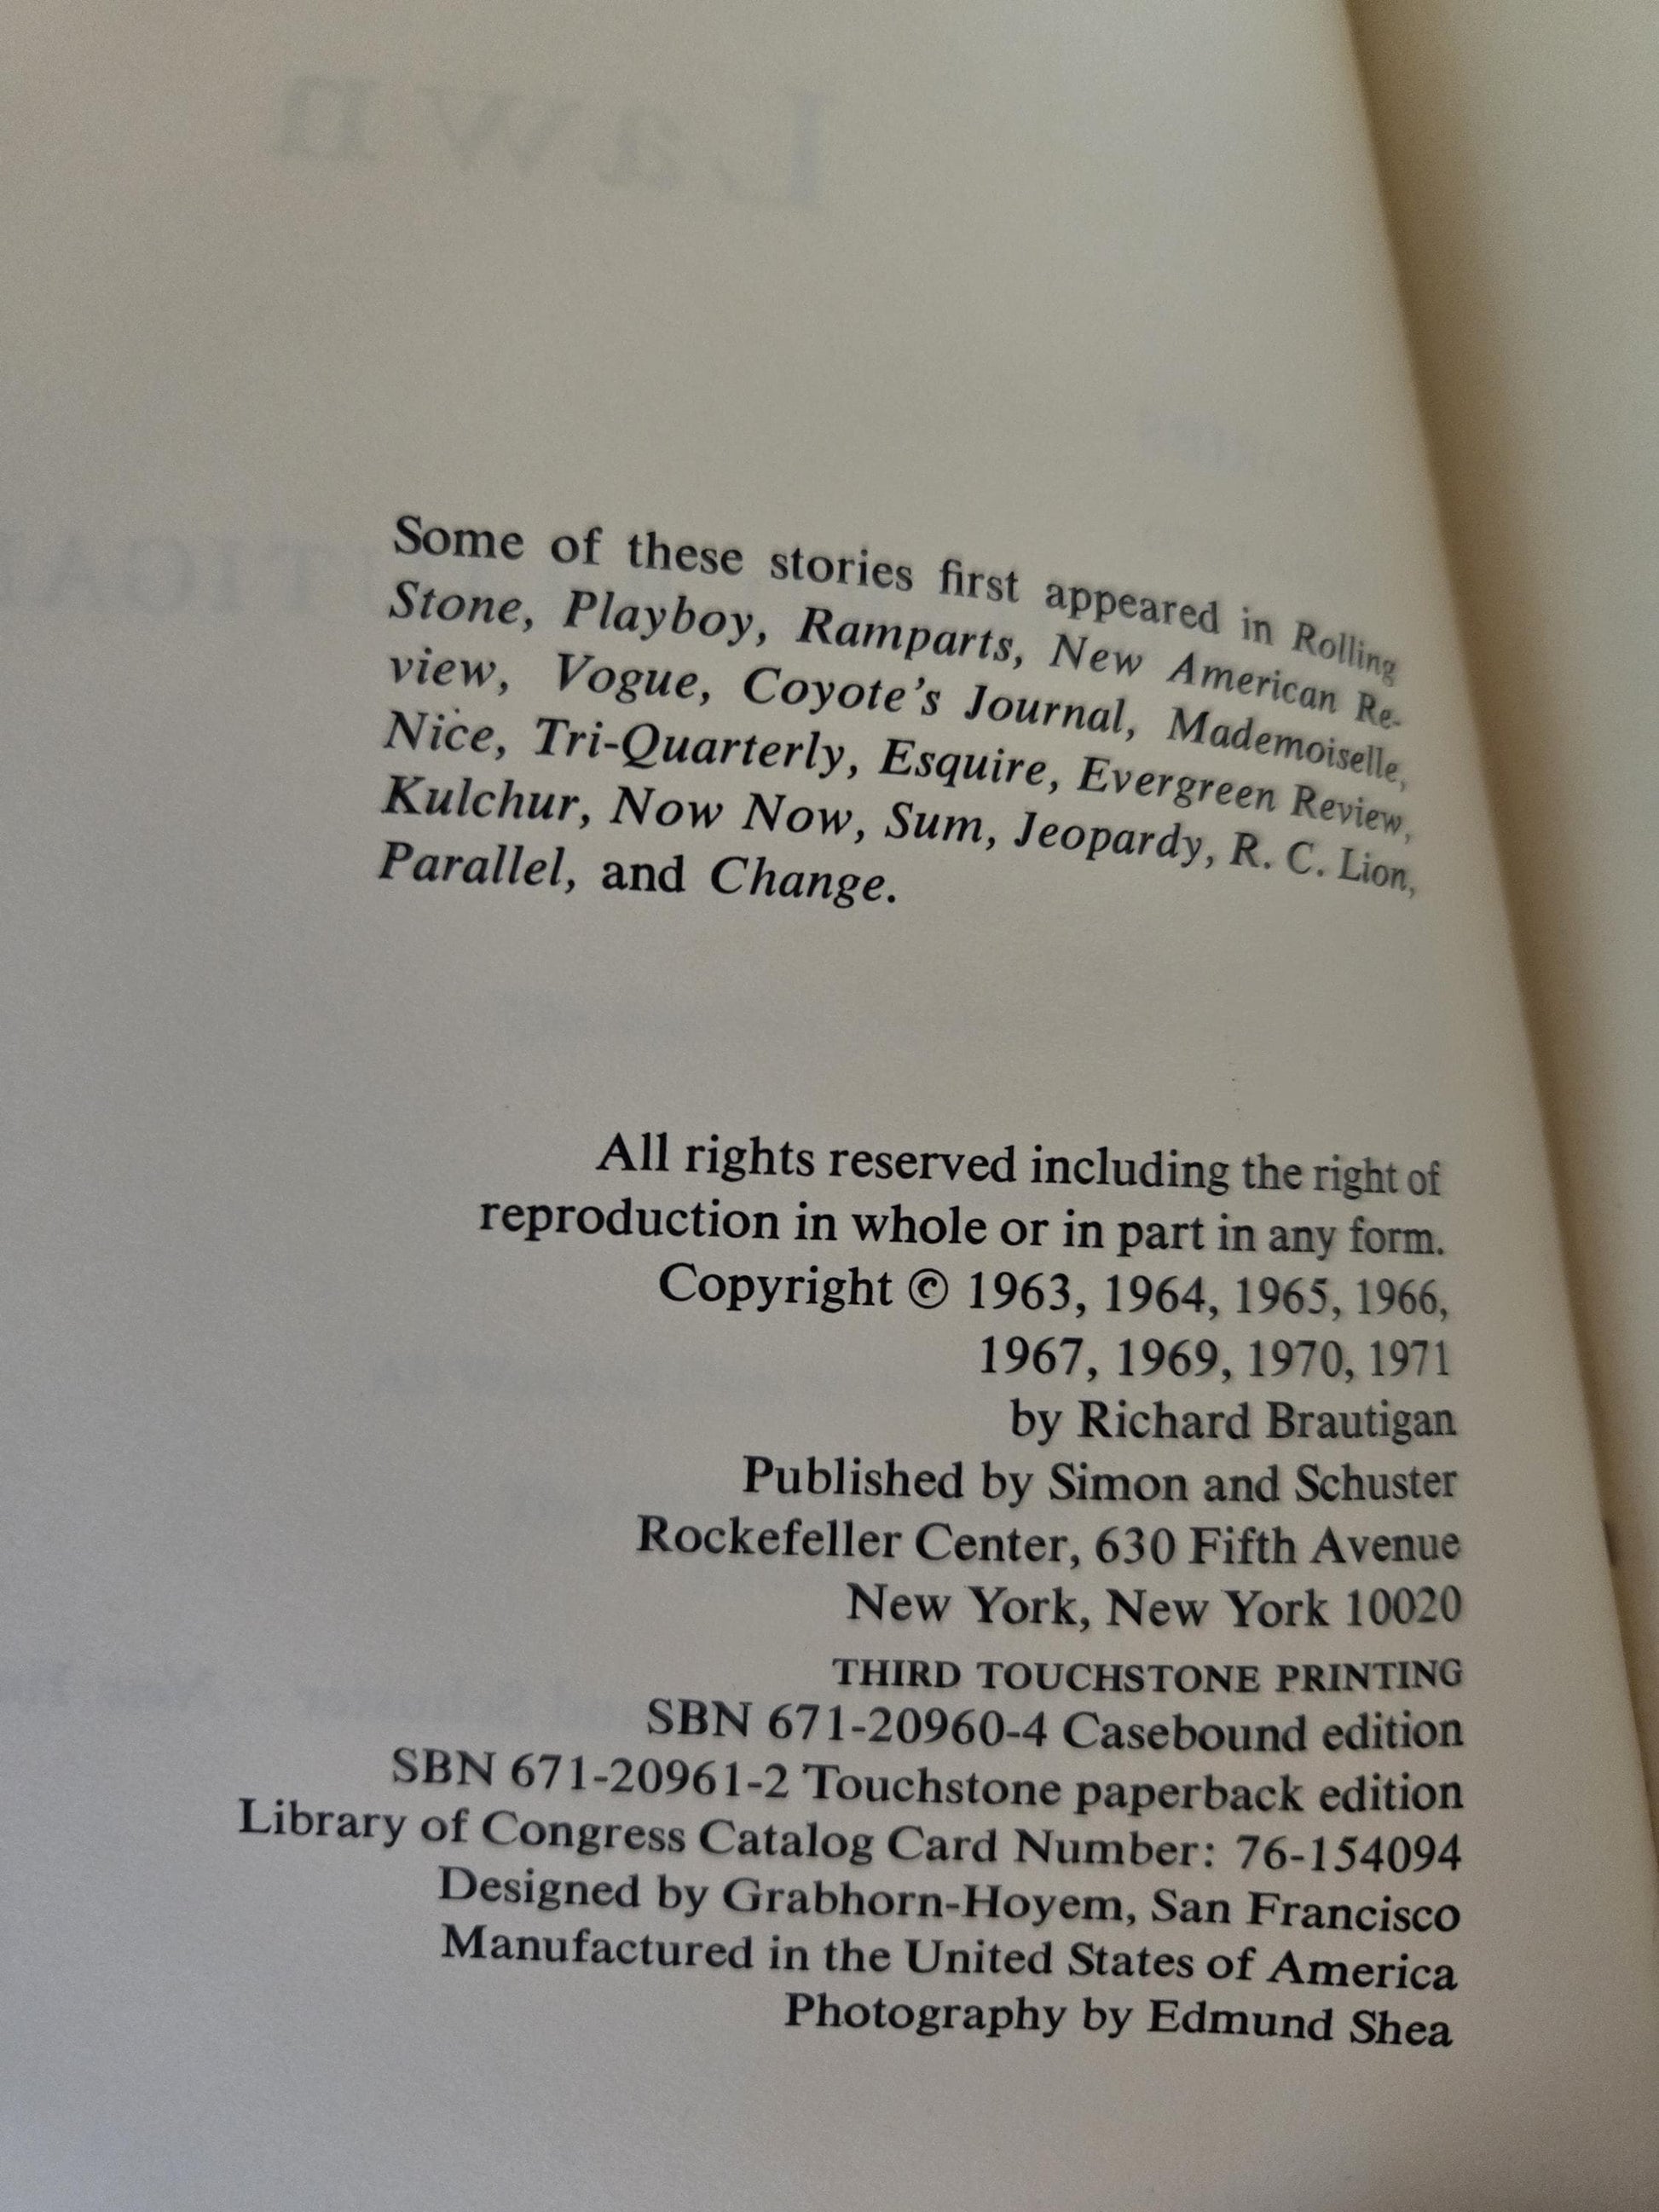 Lawn
Some of these stories first appeared in Rolling
Stone, Playboy, Ramparts, New American Re-
view, Vogue, Coyote's Journal, Mademoiselle,
Nice, Tri-Quarterly, Esquire, Evergreen Review,
Kulchur, Now Now, Sum, Jeopardy, R. C. Lion,
Parallel, and Change.
All rights reserved including the right of
reproduction in whole or in part in any form.
Copyright © 1963, 1964, 1965, 1966,
1967, 1969, 1970, 1971
by Richard Brautigan
Published by Simon and Schuster
Rockefeller Center, 630 Fifth Avenue
New York, New York 10020
THIRD TOUCHSTONE PRINTING
SBN 671-20960-4 Casebound edition
SBN 671-20961-2 Touchstone paperback edition
Library of Congress Catalog Card Number: 76-154094
Designed by Grabhorn-Hoyem, San Francisco
Manufactured in the United States of America
Photography by Edmund Shea